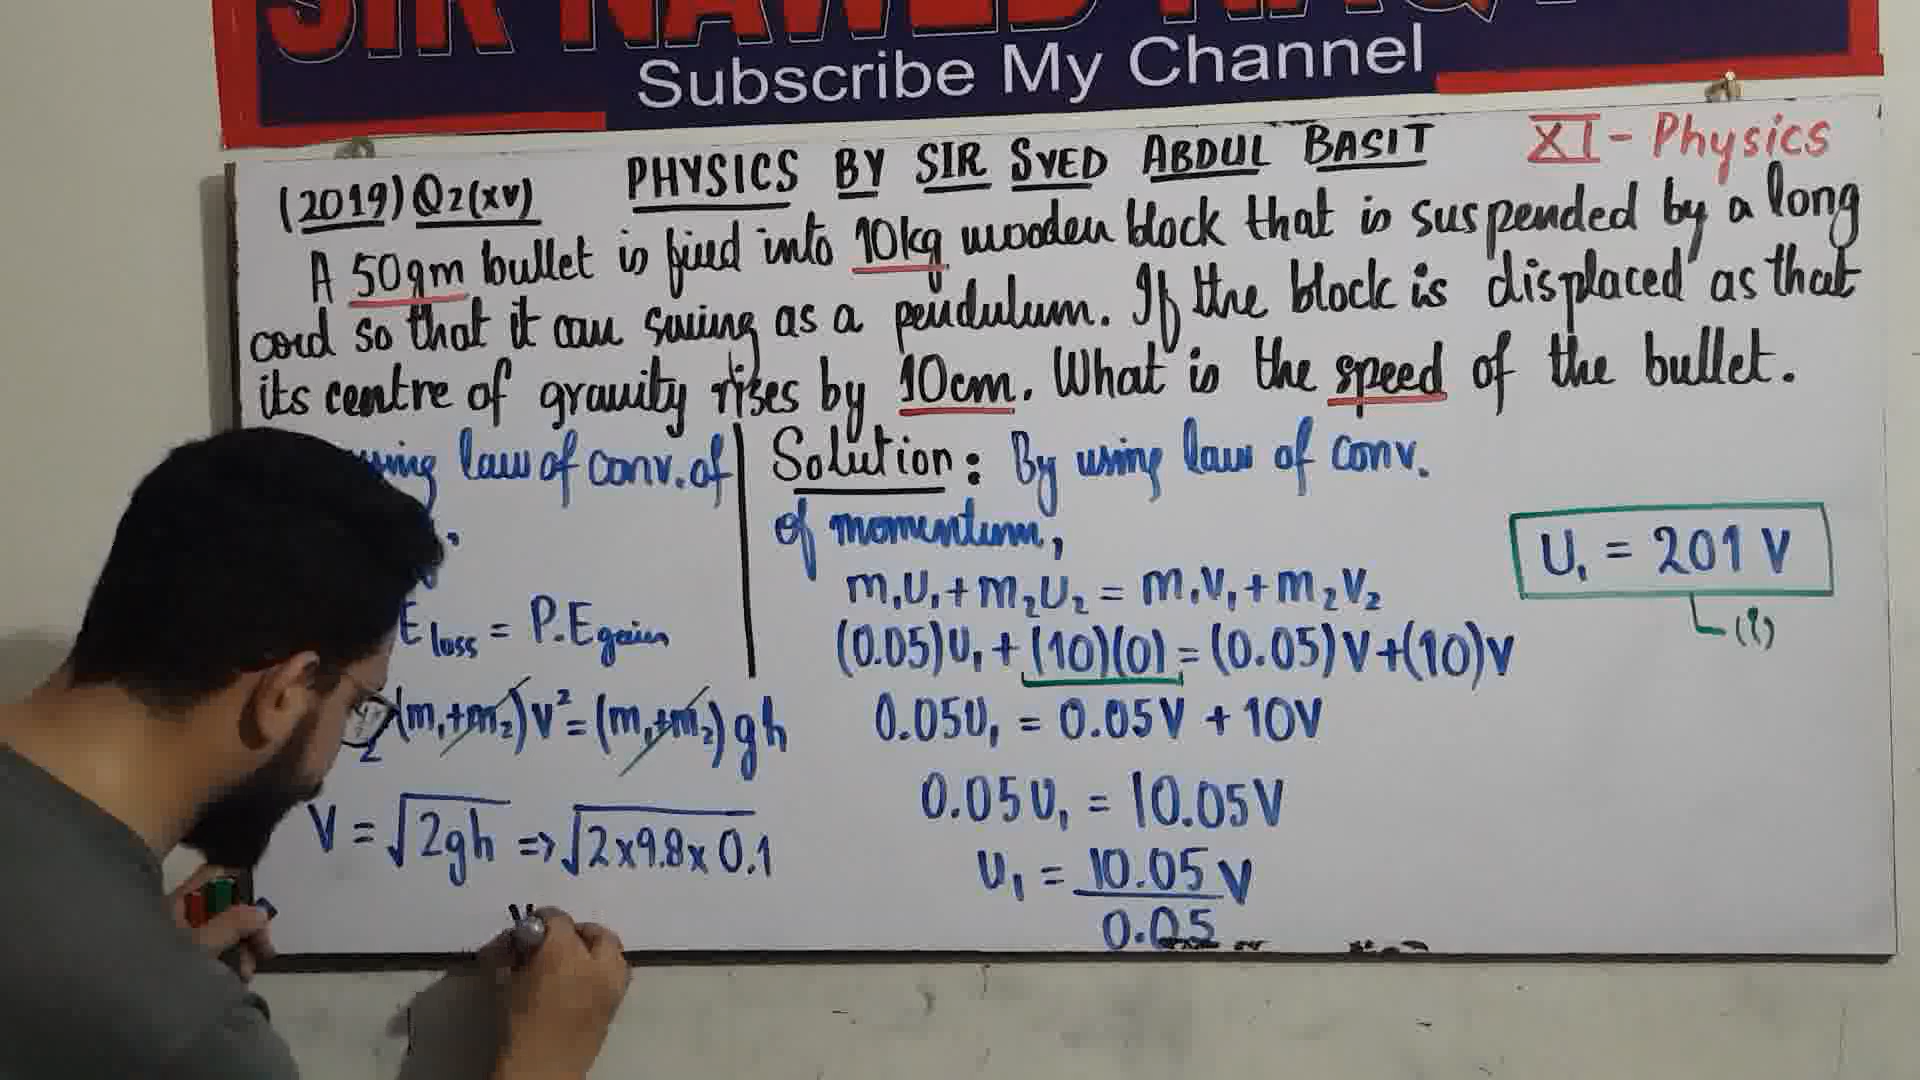 Subscribe My Channel
(2019) Q2(xv)
PHYSICS BY SIR SYED ABDUL BASIT
XI - Physics
A 50gm bullet is fired into 10kg wooden block that is suspended by a long
cord so that it can swing as a pendulum. If the block is displaced as that
its centre of gravity rises by 10cm. What is the speed of the bullet.
using law of conv. of
E loss = P.E gain
2 (m₁+m₂)V² = (m₁+m₂)gh
V = √2gh => √2x9.8x0.1
V
Solution: By using law of conv.
of momentum,
m₁U₁+m₂U₂ = m₁V₁+m₂V₂
(0.05)U₁ + (10)(0) = (0.05)V+(10)V
0.05U₁ = 0.05V + 10V
0.05U₁ = 10.05V
U₁ = 10.05 V
0.05
U₁ = 201 V
(i)